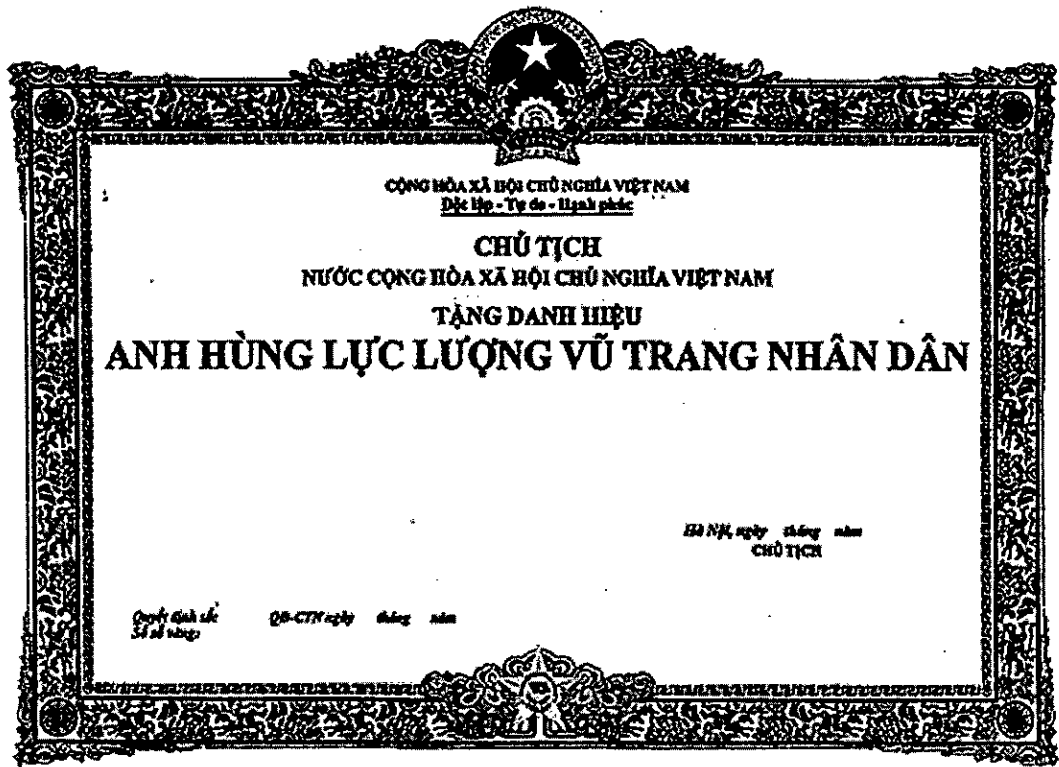 CỘNG HÒA XÃ HỘI CHỦ NGHĨA VIỆT NAM
Độc lập - Tự do - Hạnh phúc
CHỦ TỊCH
NƯỚC CỘNG HÒA XÃ HỘI CHỦ NGHĨA VIỆT NAM
TẶNG DANH HIỆU
ANH HÙNG LỰC LƯỢNG VŨ TRANG NHÂN DÂN
Hà Nội, ngày tháng năm
CHỦ TỊCH
Quyết định số: QĐ-CTN ngày tháng năm
Số sổ vàng: